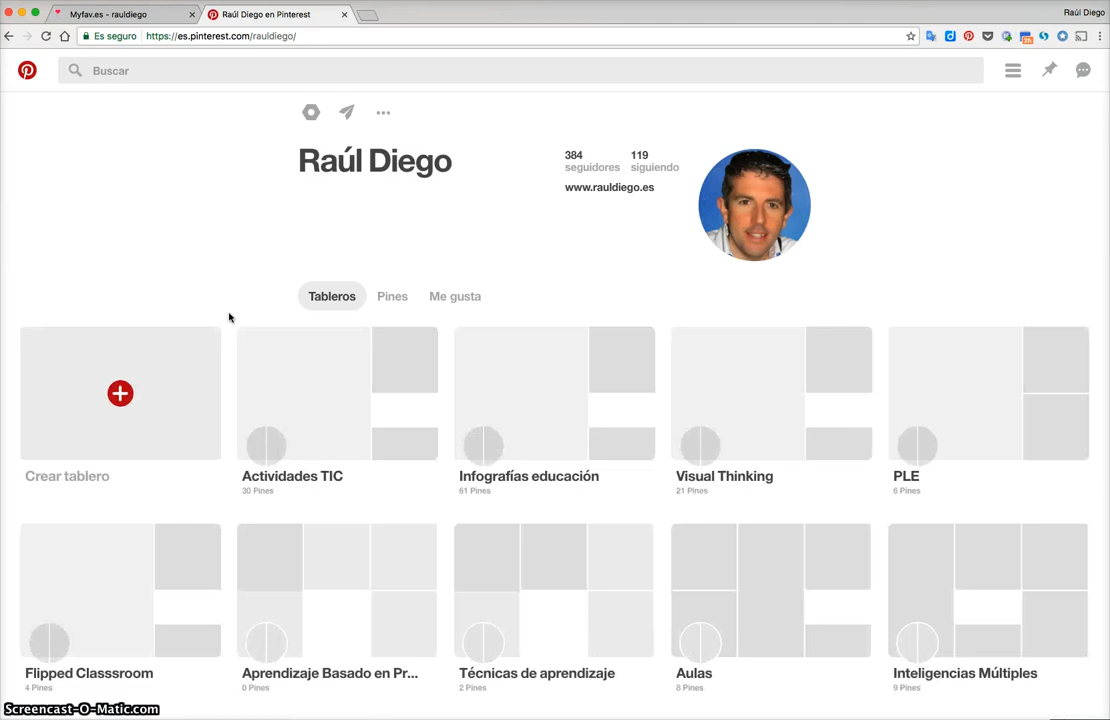 Myfav.es - rauldiego
Raúl Diego en Pinterest
Raúl Diego
Es seguro
https://es.pinterest.com/rauldiego/
Buscar
Raúl Diego
384 seguidores
119 siguiendo
www.rauldiego.es
Tableros
Pines
Me gusta
Crear tablero
Actividades TIC
30 Pines
Infografías educación
61 Pines
Visual Thinking
21 Pines
PLE
6 Pines
Flipped Classsroom
4 Pines
Aprendizaje Basado en Pr...
0 Pines
Técnicas de aprendizaje
2 Pines
Aulas
8 Pines
Inteligencias Múltiples
9 Pines
Screencast-O-Matic.com